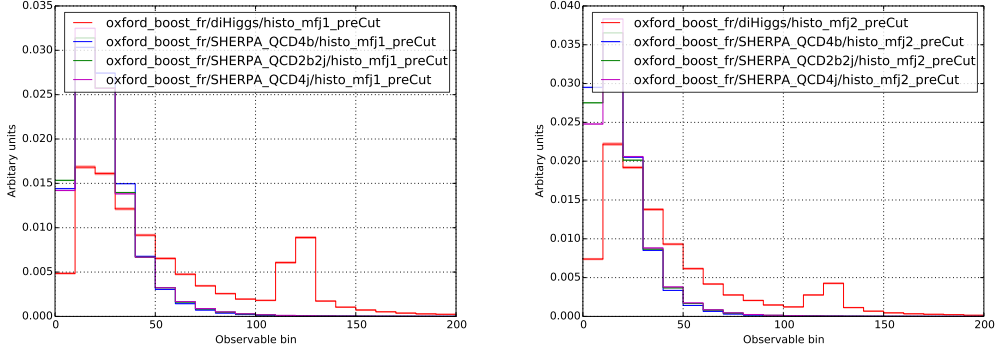 0.035
0.030
0.025
0.020
0.015
0.010
0.005
0.000
Arbitary units
oxford_boost_fr/diHiggs/histo_mfj1_preCut
oxford_boost_fr/SHERPA_QCD4b/histo_mfj1_preCut
oxford_boost_fr/SHERPA_QCD2b2j/histo_mfj1_preCut
oxford_boost_fr/SHERPA_QCD4j/histo_mfj1_preCut
0 50 100 150 200
Observable bin
0.040
0.035
0.030
0.025
0.020
0.015
0.010
0.005
0.000
Arbitary units
oxford_boost_fr/diHiggs/histo_mfj2_preCut
oxford_boost_fr/SHERPA_QCD4b/histo_mfj2_preCut
oxford_boost_fr/SHERPA_QCD2b2j/histo_mfj2_preCut
oxford_boost_fr/SHERPA_QCD4j/histo_mfj2_preCut
0 50 100 150 200
Observable bin